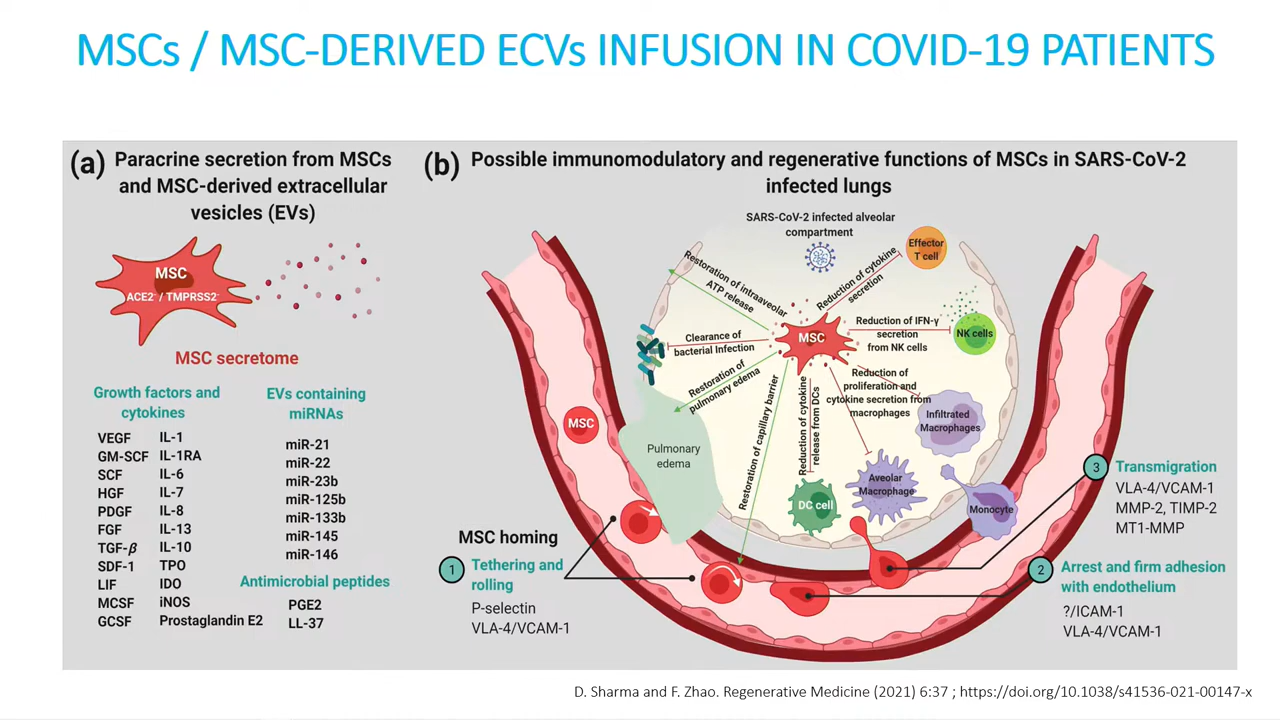 MSCs / MSC-DERIVED ECVs INFUSION IN COVID-19 PATIENTS
(a) Paracrine secretion from MSCs
and MSC-derived extracellular
vesicles (EVs)
MSC
ACE2⁻ / TMPRSS2⁻
MSC secretome
Growth factors and
cytokines
VEGF IL-1
GM-SCF IL-1RA
SCF IL-6
HGF IL-7
PDGF IL-8
FGF IL-13
TGF-β IL-10
SDF-1 TPO
LIF IDO
MCSF iNOS
GCSF Prostaglandin E2
EVs containing
miRNAs
miR-21
miR-22
miR-23b
miR-125b
miR-133b
miR-145
miR-146
Antimicrobial peptides
PGE2
LL-37
(b) Possible immunomodulatory and regenerative functions of MSCs in SARS-CoV-2
infected lungs
SARS-CoV-2 infected alveolar
compartment
Effector
T cell
Restoration of intraaveolar
ATP release
Reduction of cytokine
secretion
MSC
Reduction of IFN-γ
secretion
from NK cells
NK cells
Clearance of
bacterial Infection
Restoration of
pulmonary edema
Reduction of
proliferation and
cytokine secretion from
macrophages
Infiltrated
Macrophages
Restoration of capillary barrier
Reduction of cytokine
release from DCs
MSC
Pulmonary
edema
Aveolar
Macrophage
DC cell
Monocyte
MSC homing
1 Tethering and
rolling
P-selectin
VLA-4/VCAM-1
3 Transmigration
VLA-4/VCAM-1
MMP-2, TIMP-2
MT1-MMP
2 Arrest and firm adhesion
with endothelium
?/ICAM-1
VLA-4/VCAM-1
D. Sharma and F. Zhao. Regenerative Medicine (2021) 6:37 ; https://doi.org/10.1038/s41536-021-00147-x